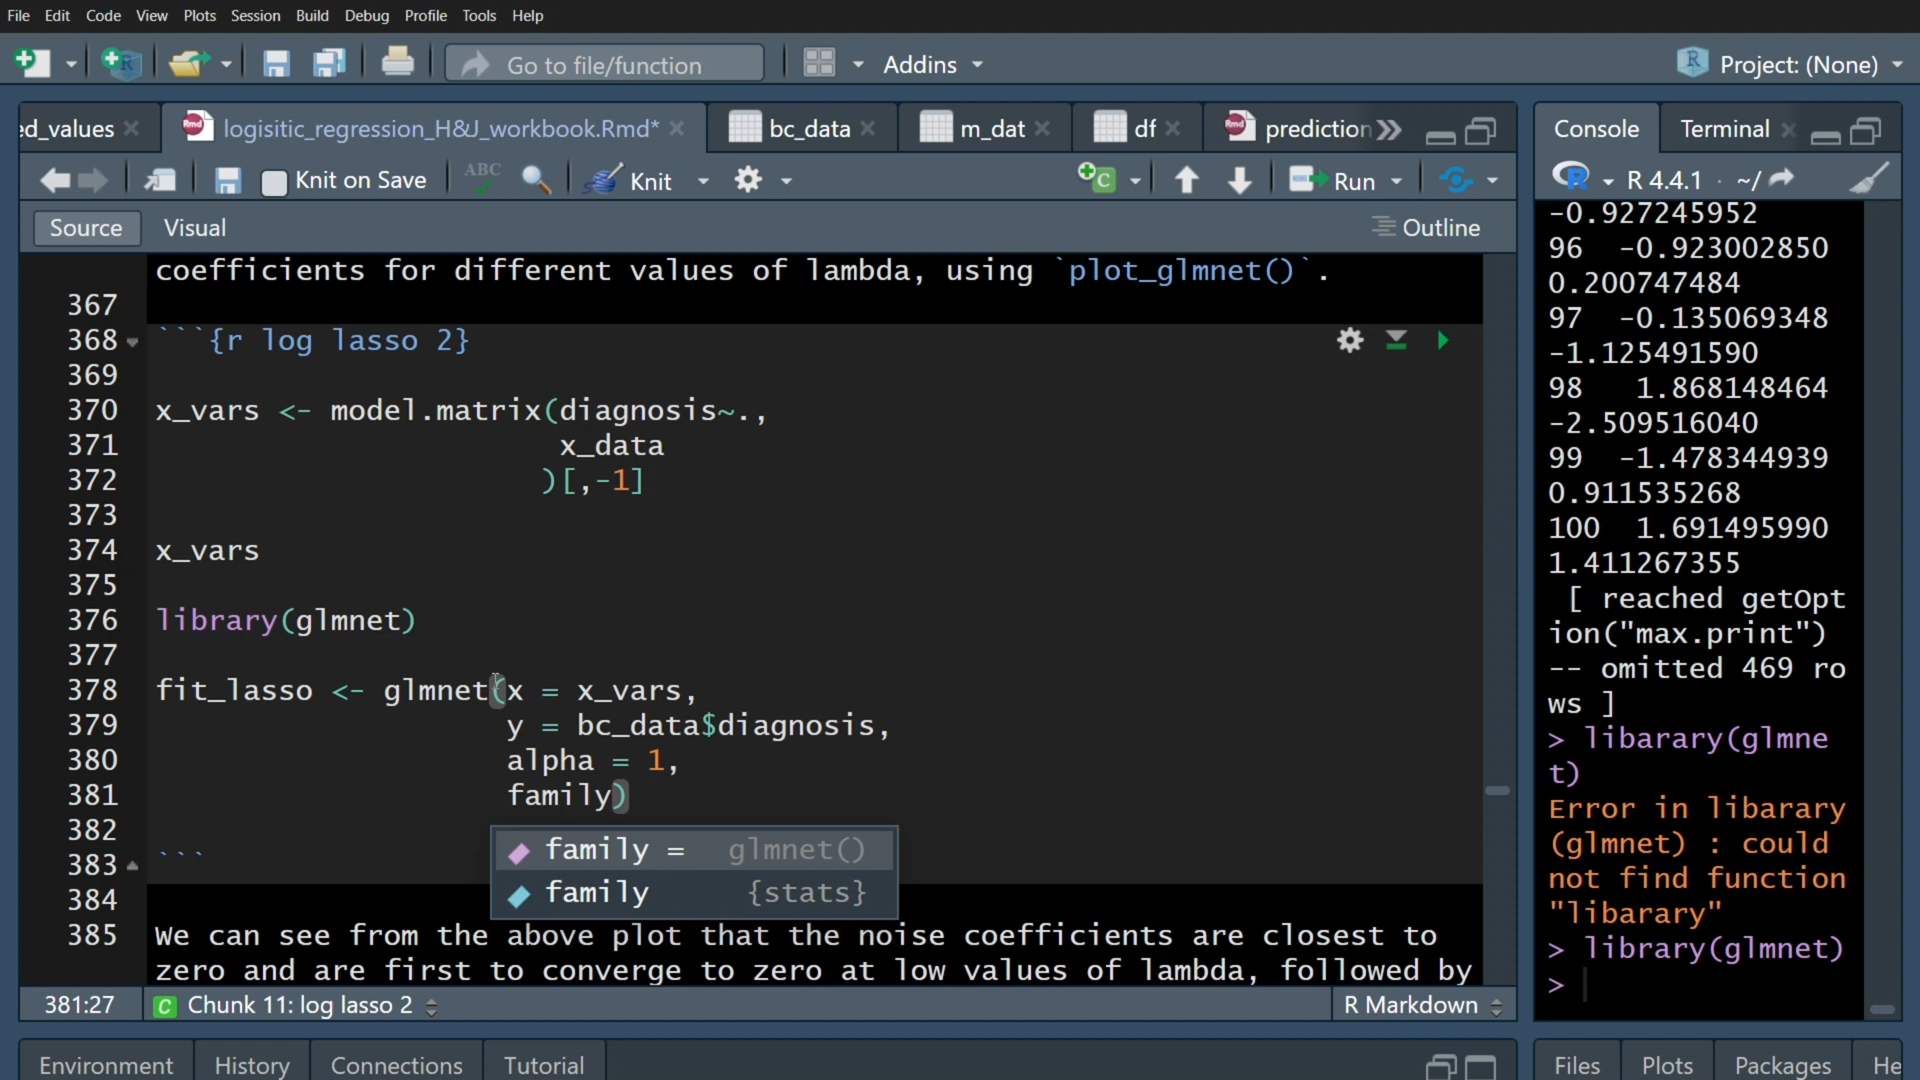 File Edit Code View Plots Session Build Debug Profile Tools Help
Go to file/function
Addins
Project: (None)
ed_values
logisitic_regression_H&J_workbook.Rmd*
bc_data
m_dat
df
prediction
Knit on Save
ABC
Knit
Run
Source
Visual
Outline
coefficients for different values of lambda, using `plot_glmnet()`.
367
368 ```{r log lasso 2}
369
370 x_vars <- model.matrix(diagnosis~.,
371 x_data
372 )[,-1]
373
374 x_vars
375
376 library(glmnet)
377
378 fit_lasso <- glmnet(x = x_vars,
379 y = bc_data$diagnosis,
380 alpha = 1,
381 family)
382
383 ```
family = glmnet()
family {stats}
384
385 We can see from the above plot that the noise coefficients are closest to
zero and are first to converge to zero at low values of lambda, followed by
381:27
C Chunk 11: log lasso 2
R Markdown
Environment History Connections Tutorial
Console Terminal
R 4.4.1 · ~/
-0.927245952
96 -0.923002850
0.200747484
97 -0.135069348
-1.125491590
98 1.868148464
-2.509516040
99 -1.478344939
0.911535268
100 1.691495990
1.411267355
[ reached getOpt
ion("max.print")
-- omitted 469 ro
ws ]
> libarary(glmne
t)
Error in libarary
(glmnet) : could
not find function
"libarary"
> library(glmnet)
>
Files Plots Packages He